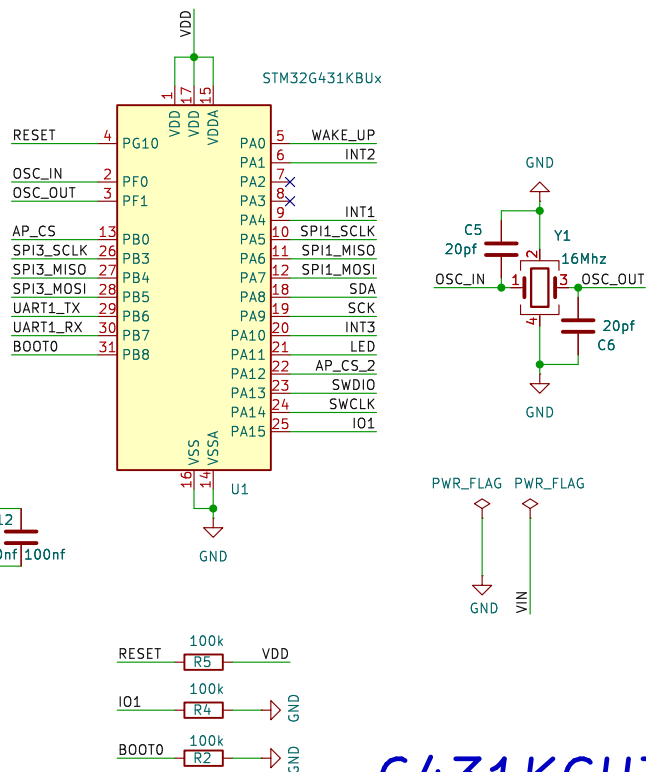 VDD
STM32G431KBUx
1
17
15
VDD
VDD
VDDA
RESET 4 PG10
OSC_IN 2 PF0
OSC_OUT 3 PF1
AP_CS 13 PB0
SPI3_SCLK 26 PB3
SPI3_MISO 27 PB4
SPI3_MOSI 28 PB5
UART1_TX 29 PB6
UART1_RX 30 PB7
BOOT0 31 PB8
PA0 5 WAKE_UP
PA1 6 INT2
PA2 7
PA3 8
PA4 9 INT1
PA5 10 SPI1_SCLK
PA6 11 SPI1_MISO
PA7 12 SPI1_MOSI
PA8 18 SDA
PA9 19 SCK
PA10 20 INT3
PA11 21 LED
PA12 22 AP_CS_2
PA13 23 SWDIO
PA14 24 SWCLK
PA15 25 IO1
VSS
VSSA
16
14
U1
GND
GND
C5
20pf
Y1
16Mhz
2
OSC_IN 1 3 OSC_OUT
4
20pf
C6
GND
PWR_FLAG PWR_FLAG
GND
VIN
100nf
100k
RESET R5 VDD
100k
IO1 R4 GND
100k
BOOT0 R2 GND